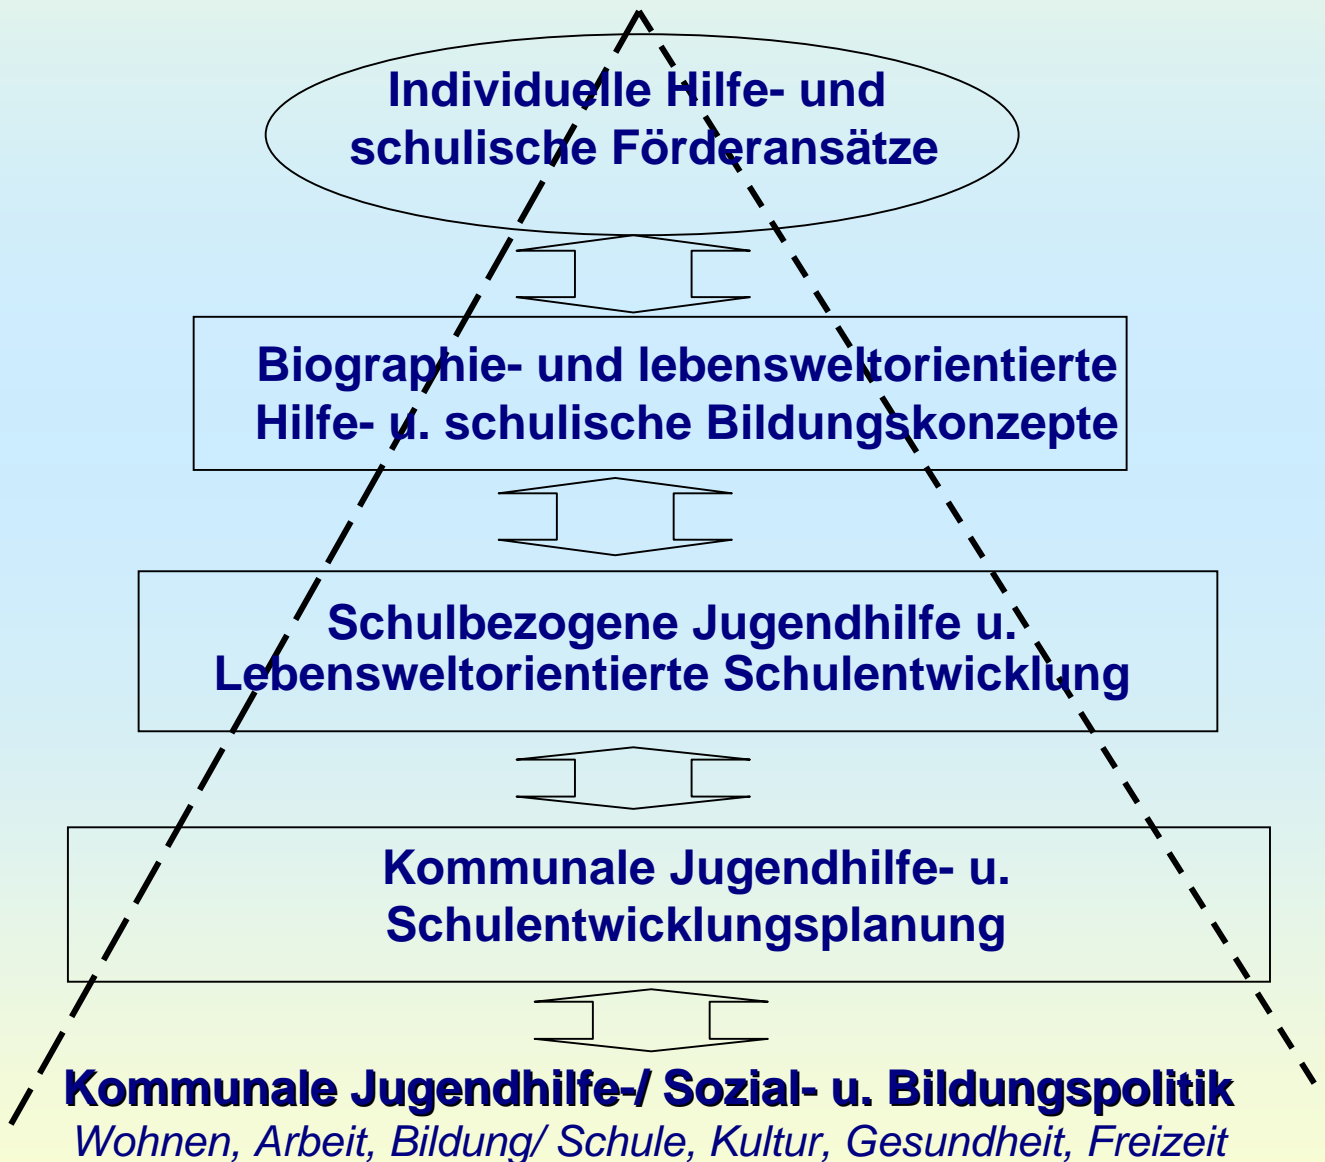 Individuelle Hilfe- und
schulische Förderansätze
Biographie- und lebensweltorientierte
Hilfe- u. schulische Bildungskonzepte
Schulbezogene Jugendhilfe u.
Lebensweltorientierte Schulentwicklung
Kommunale Jugendhilfe- u.
Schulentwicklungsplanung
Kommunale Jugendhilfe-/ Sozial- u. Bildungspolitik
Wohnen, Arbeit, Bildung/ Schule, Kultur, Gesundheit, Freizeit